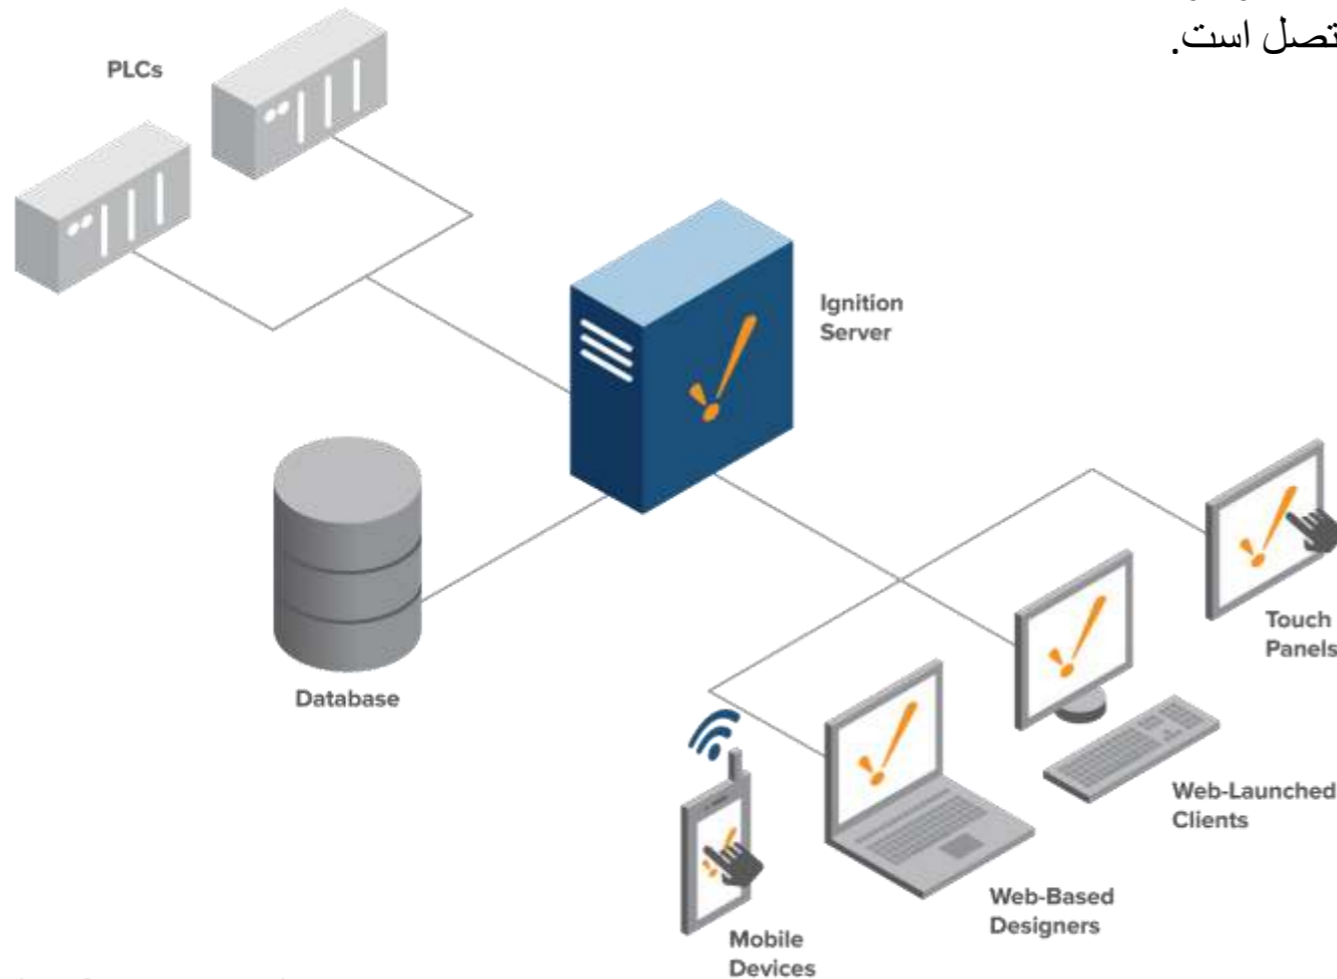 تصل است.
PLCs
Ignition
Server
Database
Touch
Panels
Web-Launched
Clients
Web-Based
Designers
Mobile
Devices